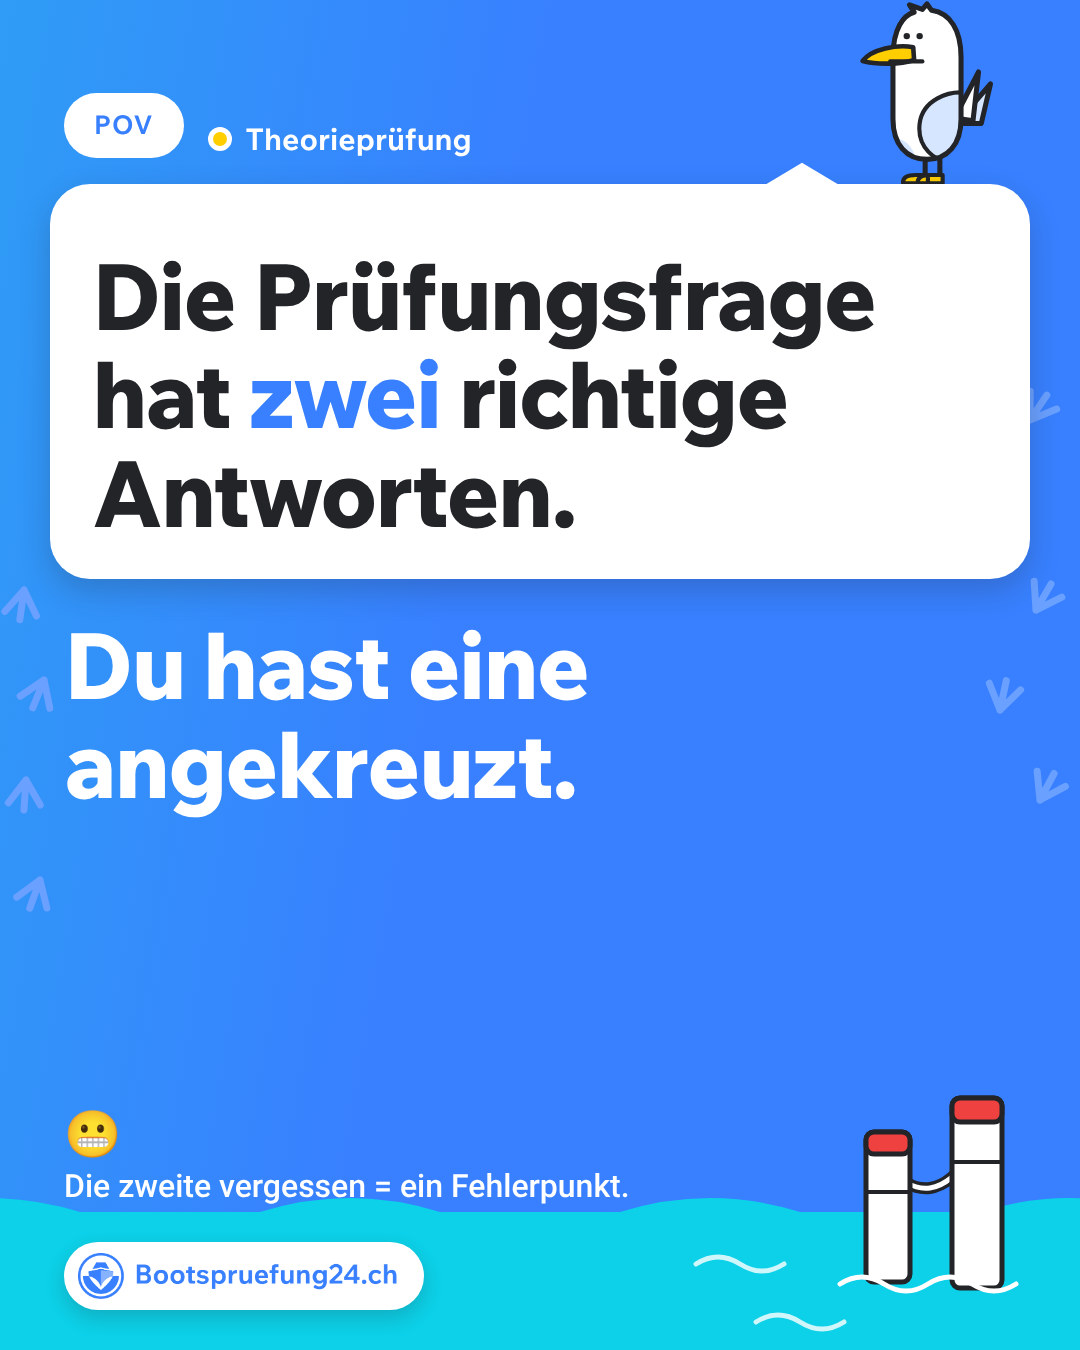 POV
Theorieprüfung
Die Prüfungsfrage
hat zwei richtige
Antworten.
Du hast eine
angekreuzt.
😬
Die zweite vergessen = ein Fehlerpunkt.
Bootspruefung24.ch